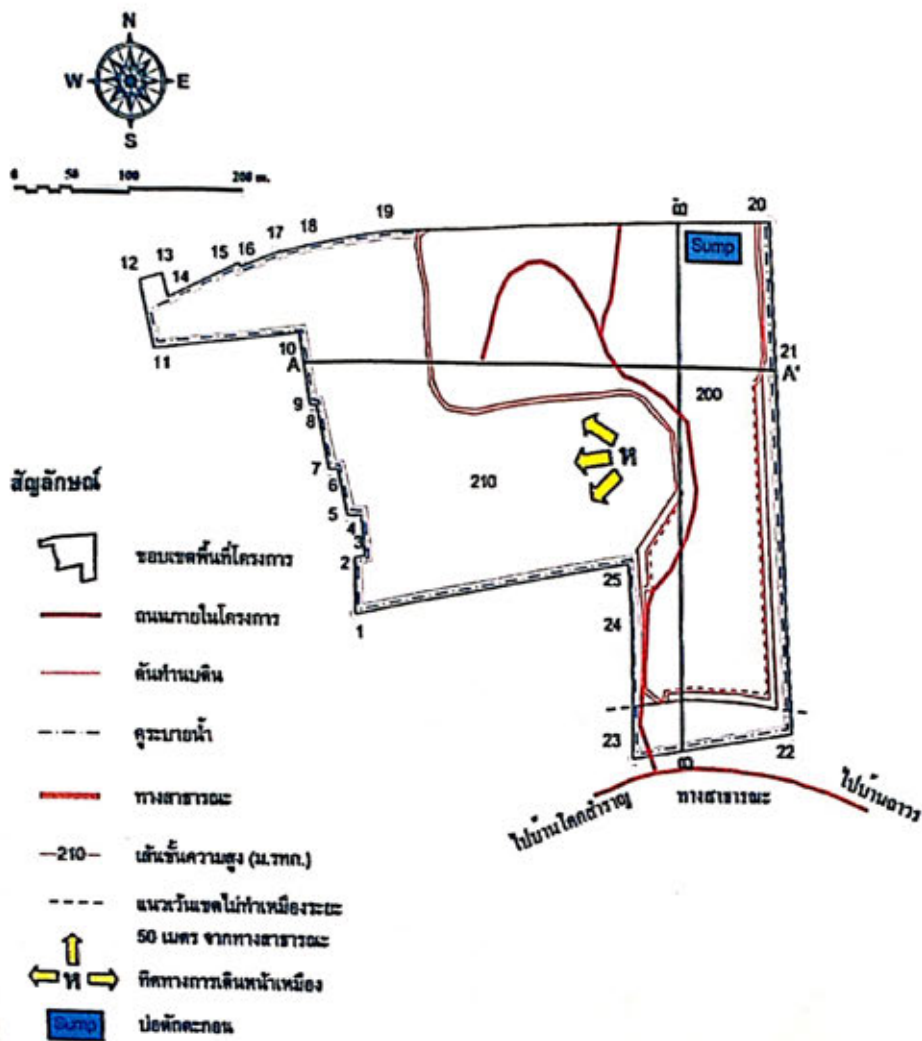 N
W E
S
0 50 100 200 ม.
12 13 14 15 16 17 18 19 B' 20
11
10
A A'
21
9
8
7
6
5
4
3
2
1
200
210
ห
Sump
25
24
23
22
B
ไปบ้านโคกสำราญ
ทางสาธารณะ
ไปบ้านถาวร
สัญลักษณ์
ขอบเขตพื้นที่โครงการ
ถนนภายในโครงการ
คันทำนบดิน
คูระบายน้ำ
ทางสาธารณะ
210 เส้นชั้นความสูง (ม.รทก.)
แนวเว้นเขตไม่ทำเหมืองระยะ
50 เมตร จากทางสาธารณะ
ห ทิศทางการเดินหน้าเหมือง
Sump บ่อดักตะกอน